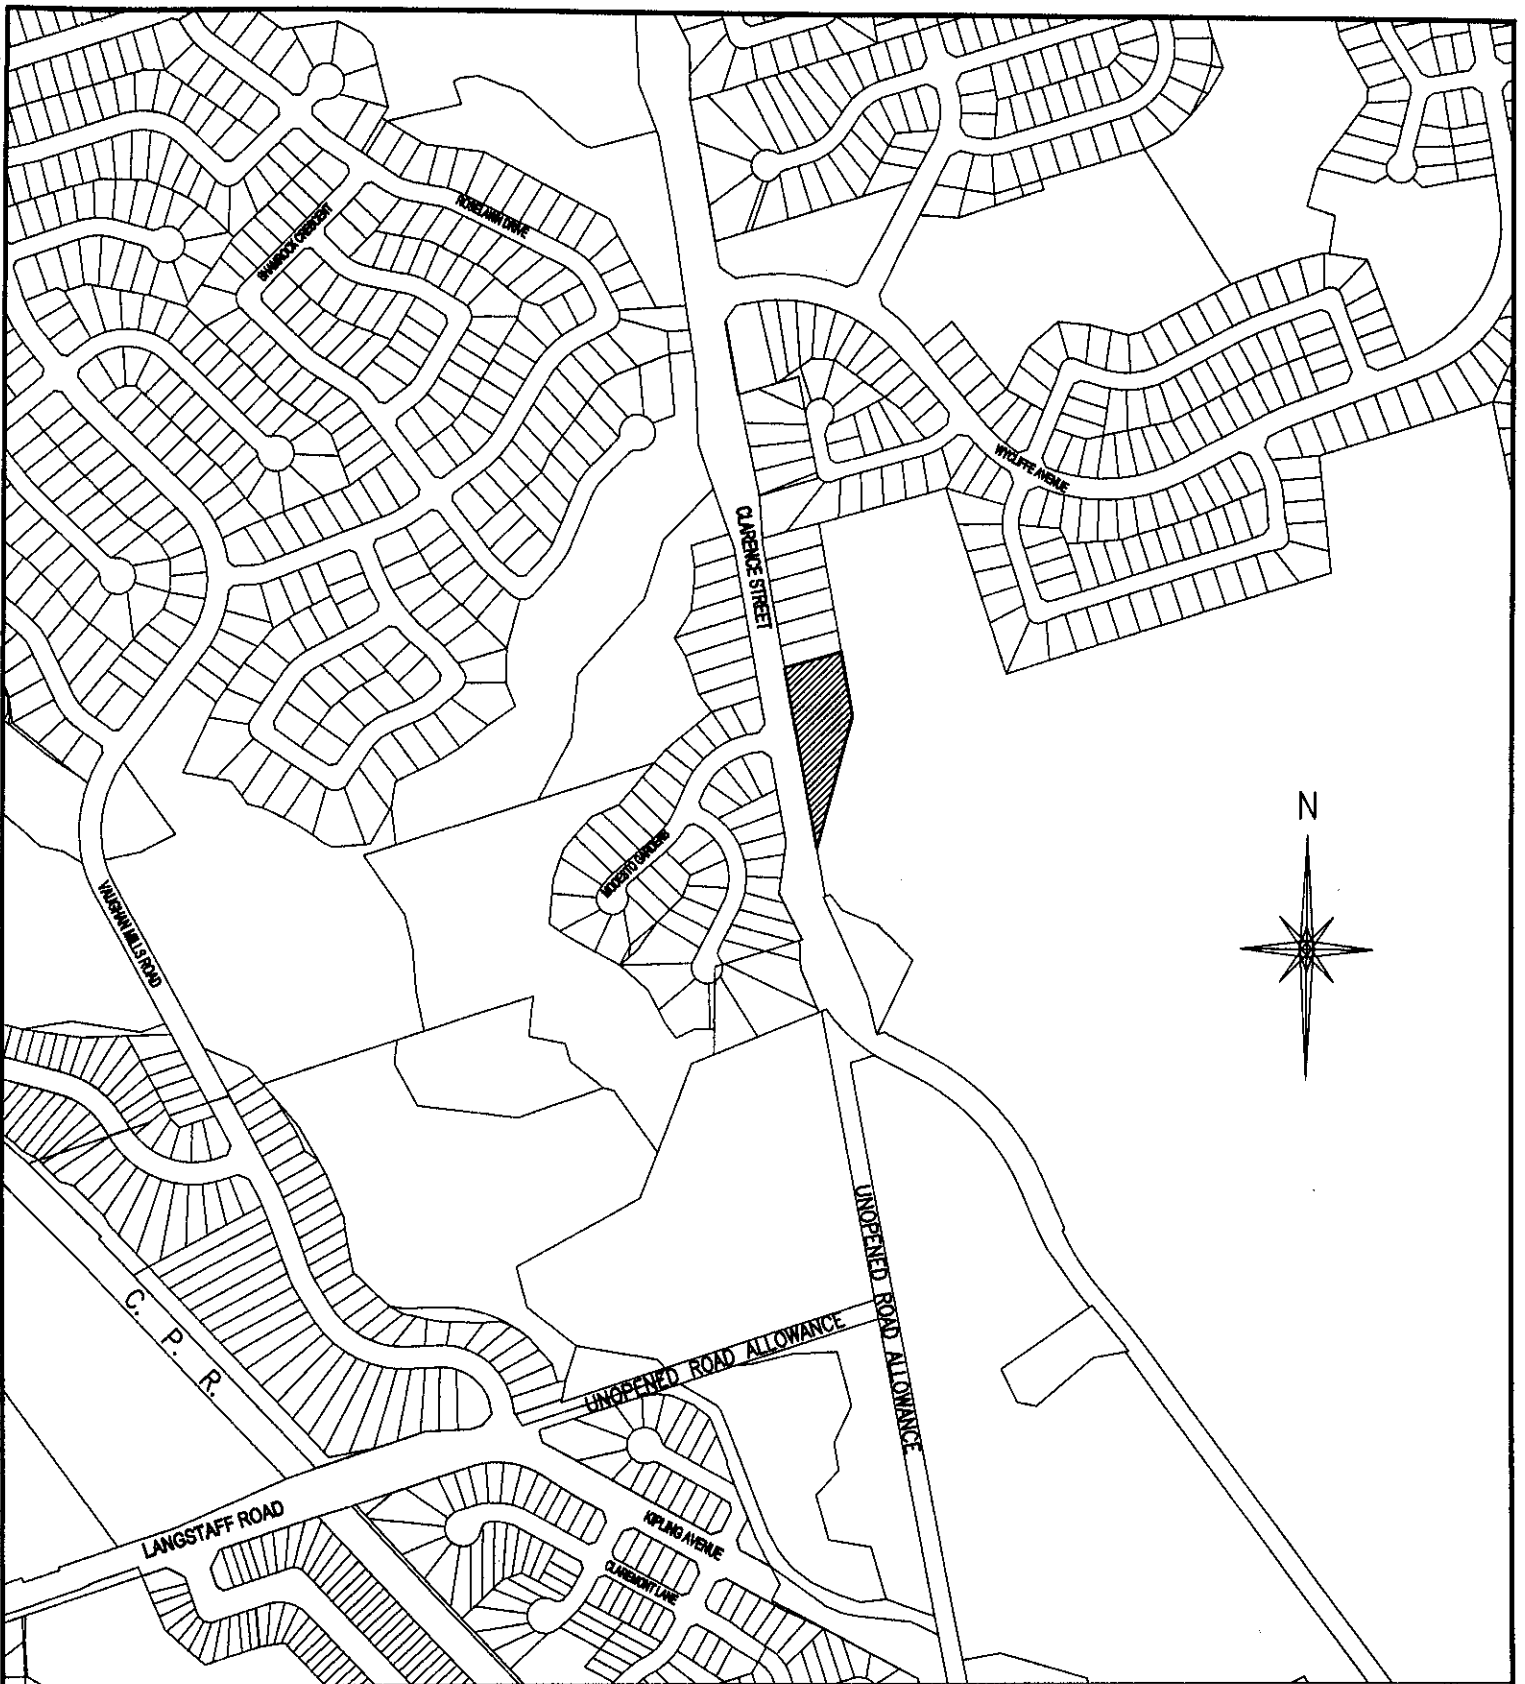 SHAMROCK CRESCENT
ROSELAWN DRIVE
WYCLIFFE AVENUE
CLARENCE STREET
N
MODESTO GARDENS
VAUGHAN MILLS ROAD
UNOPENED ROAD ALLOWANCE
C. P. R.
UNOPENED ROAD ALLOWANCE
LANGSTAFF ROAD
KIPLING AVENUE
CLAREMONT LANE